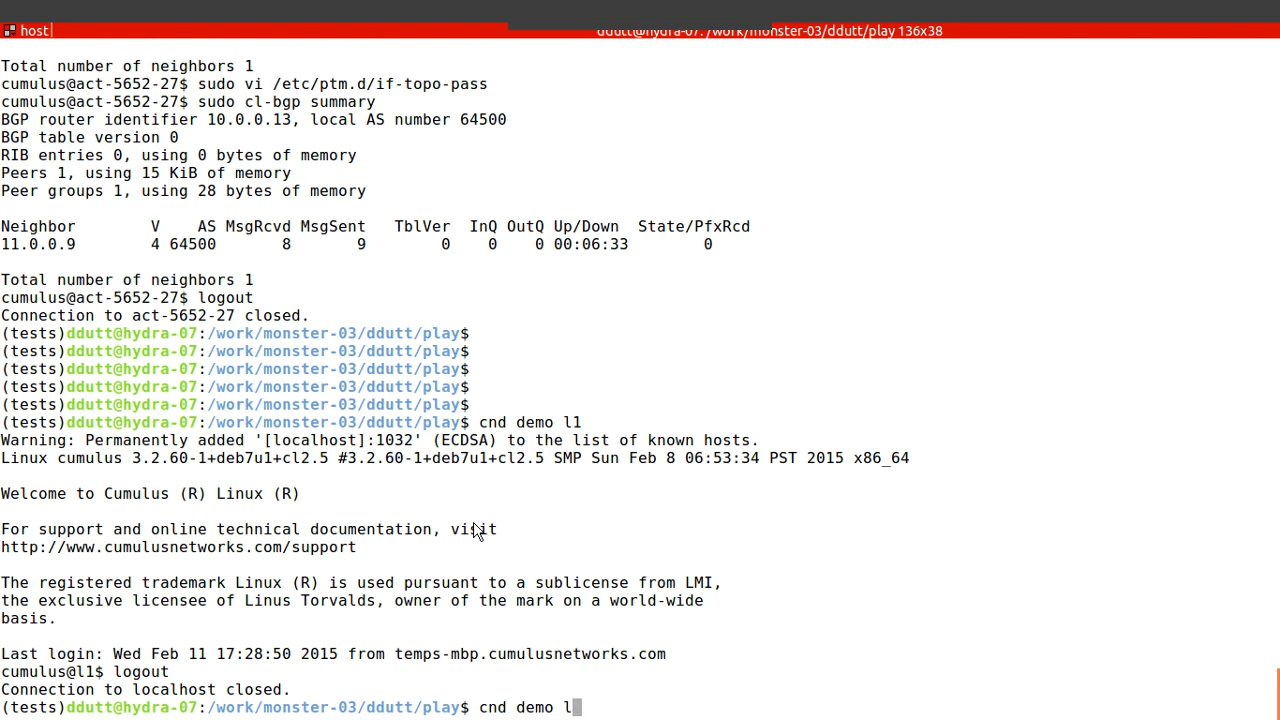 host
ddutt@hydra-07: /work/monster-03/ddutt/play 136x38
Total number of neighbors 1
cumulus@act-5652-27$ sudo vi /etc/ptm.d/if-topo-pass
cumulus@act-5652-27$ sudo cl-bgp summary
BGP router identifier 10.0.0.13, local AS number 64500
BGP table version 0
RIB entries 0, using 0 bytes of memory
Peers 1, using 15 KiB of memory
Peer groups 1, using 28 bytes of memory
Neighbor        V    AS MsgRcvd MsgSent   TblVer  InQ OutQ Up/Down  State/PfxRcd
11.0.0.9        4 64500       8       9        0    0    0 00:06:33        0
Total number of neighbors 1
cumulus@act-5652-27$ logout
Connection to act-5652-27 closed.
(tests)ddutt@hydra-07:/work/monster-03/ddutt/play$
(tests)ddutt@hydra-07:/work/monster-03/ddutt/play$
(tests)ddutt@hydra-07:/work/monster-03/ddutt/play$
(tests)ddutt@hydra-07:/work/monster-03/ddutt/play$
(tests)ddutt@hydra-07:/work/monster-03/ddutt/play$
(tests)ddutt@hydra-07:/work/monster-03/ddutt/play$ cnd demo l1
Warning: Permanently added '[localhost]:1032' (ECDSA) to the list of known hosts.
Linux cumulus 3.2.60-1+deb7u1+cl2.5 #3.2.60-1+deb7u1+cl2.5 SMP Sun Feb 8 06:53:34 PST 2015 x86_64
Welcome to Cumulus (R) Linux (R)
For support and online technical documentation, visit
http://www.cumulusnetworks.com/support
The registered trademark Linux (R) is used pursuant to a sublicense from LMI,
the exclusive licensee of Linus Torvalds, owner of the mark on a world-wide
basis.
Last login: Wed Feb 11 17:28:50 2015 from temps-mbp.cumulusnetworks.com
cumulus@l1$ logout
Connection to localhost closed.
(tests)ddutt@hydra-07:/work/monster-03/ddutt/play$ cnd demo l